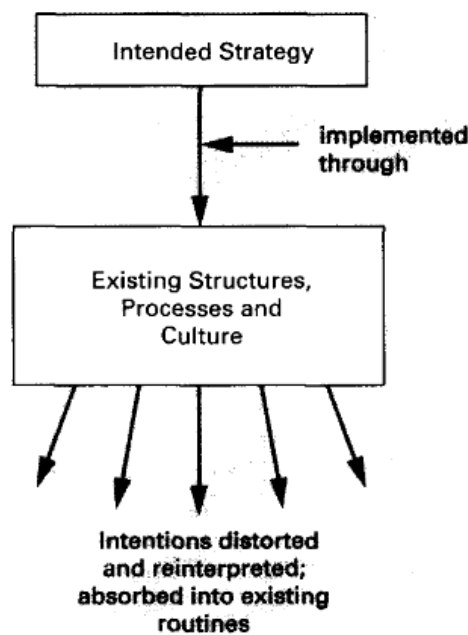 Intended Strategy
implemented
through
Existing Structures,
Processes and
Culture
Intentions distorted
and reinterpreted;
absorbed into existing
routines